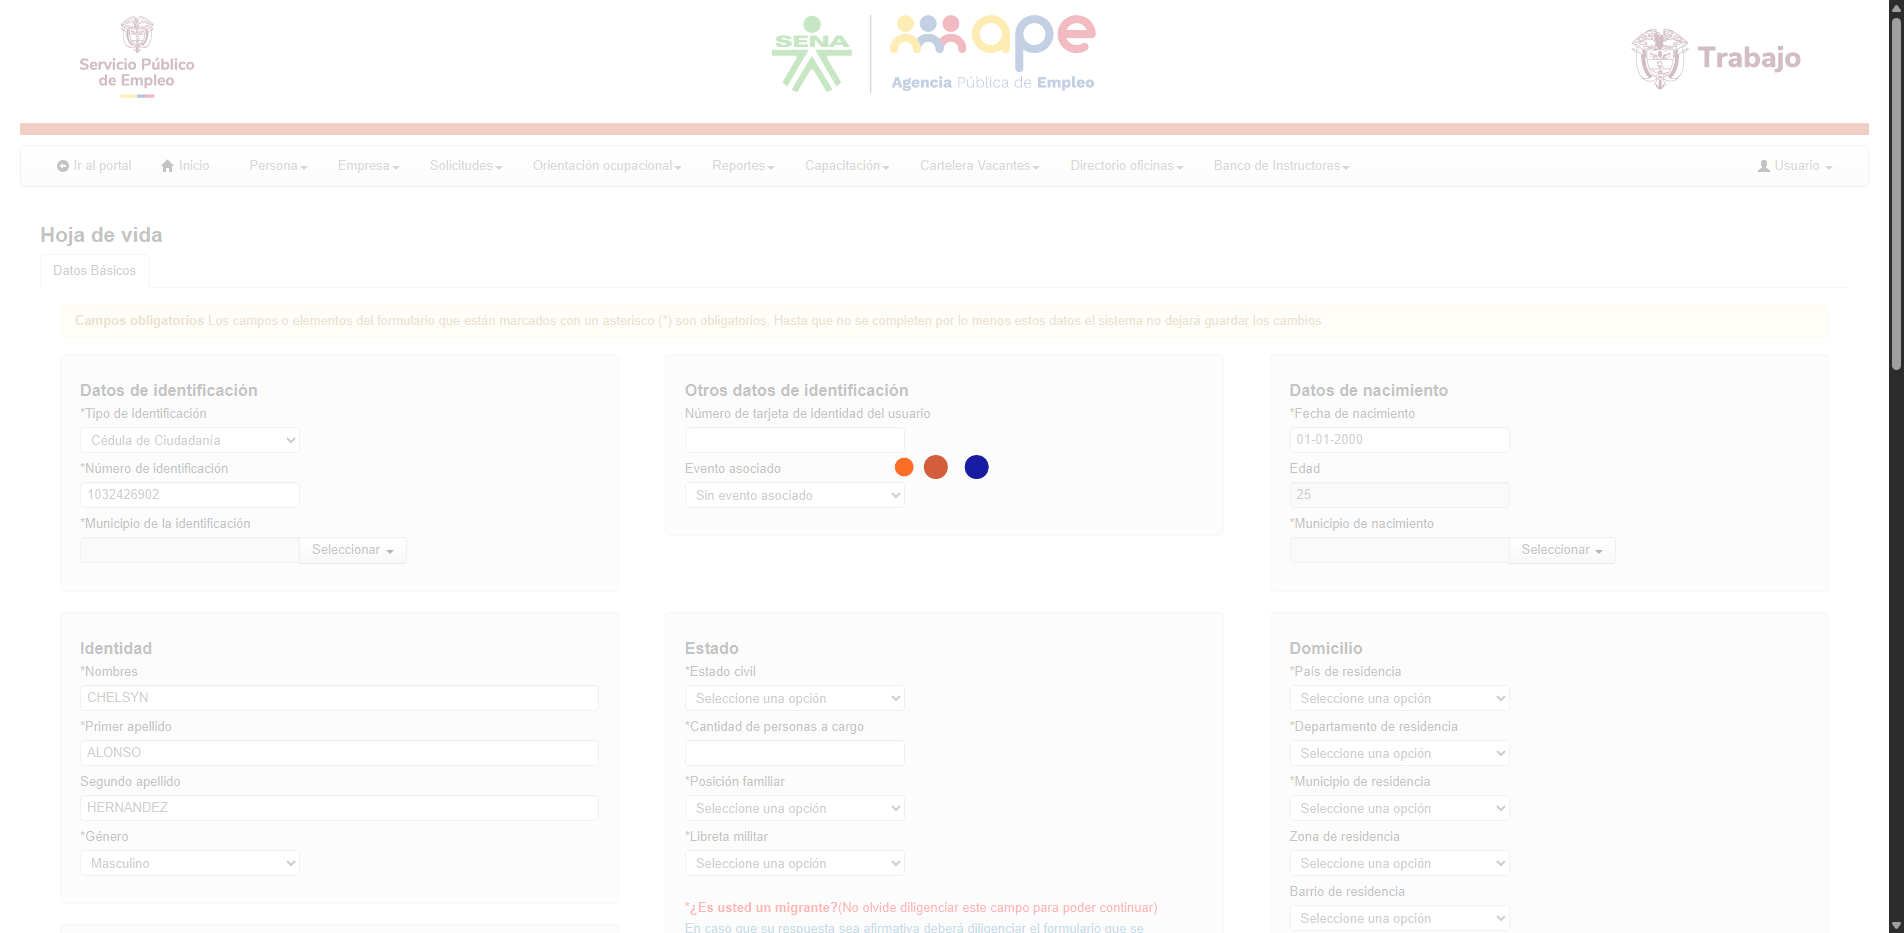 Servicio Público
de Empleo
SENA
ape
Agencia Pública de Empleo
Trabajo
Ir al portal
Inicio
Persona
Empresa
Solicitudes
Orientación ocupacional
Reportes
Capacitación
Cartelera Vacantes
Directorio oficinas
Banco de Instructores
Usuario
Hoja de vida
Datos Básicos
Campos obligatorios Los campos o elementos del formulario que están marcados con un asterisco (*) son obligatorios. Hasta que no se completen por lo menos estos datos el sistema no dejará guardar los cambios
Datos de identificación
*Tipo de identificación
Cédula de Ciudadanía
*Número de identificación
1032426902
*Municipio de la identificación
Seleccionar
Otros datos de identificación
Número de tarjeta de identidad del usuario
Evento asociado
Sin evento asociado
Datos de nacimiento
*Fecha de nacimiento
01-01-2000
Edad
25
*Municipio de nacimiento
Seleccionar
Identidad
*Nombres
CHELSYN
*Primer apellido
ALONSO
Segundo apellido
HERNANDEZ
*Género
Masculino
Estado
*Estado civil
Seleccione una opción
*Cantidad de personas a cargo
*Posición familiar
Seleccione una opción
*Libreta militar
Seleccione una opción
*¿Es usted un migrante?(No olvide diligenciar este campo para poder continuar)
En caso que su respuesta sea afirmativa deberá diligenciar el formulario que se
Domicilio
*País de residencia
Seleccione una opción
*Departamento de residencia
Seleccione una opción
*Municipio de residencia
Seleccione una opción
Zona de residencia
Seleccione una opción
Barrio de residencia
Seleccione una opción